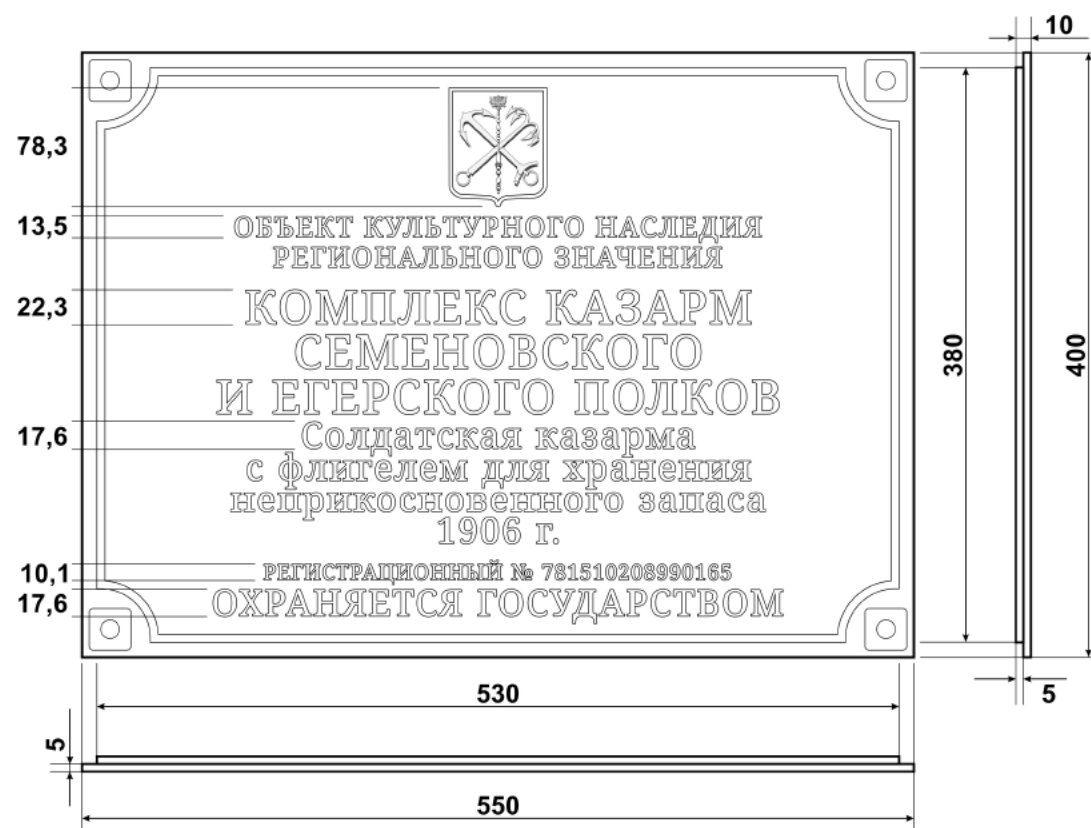 10
78,3
13,5
ОБЪЕКТ КУЛЬТУРНОГО НАСЛЕДИЯ
РЕГИОНАЛЬНОГО ЗНАЧЕНИЯ
22,3
КОМПЛЕКС КАЗАРМ
СЕМЕНОВСКОГО
И ЕГЕРСКОГО ПОЛКОВ
380
400
17,6
Солдатская казарма
с флигелем для хранения
неприкосновенного запаса
1906 г.
10,1
РЕГИСТРАЦИОННЫЙ № 781510208990165
17,6
ОХРАНЯЕТСЯ ГОСУДАРСТВОМ
530
5
5
550